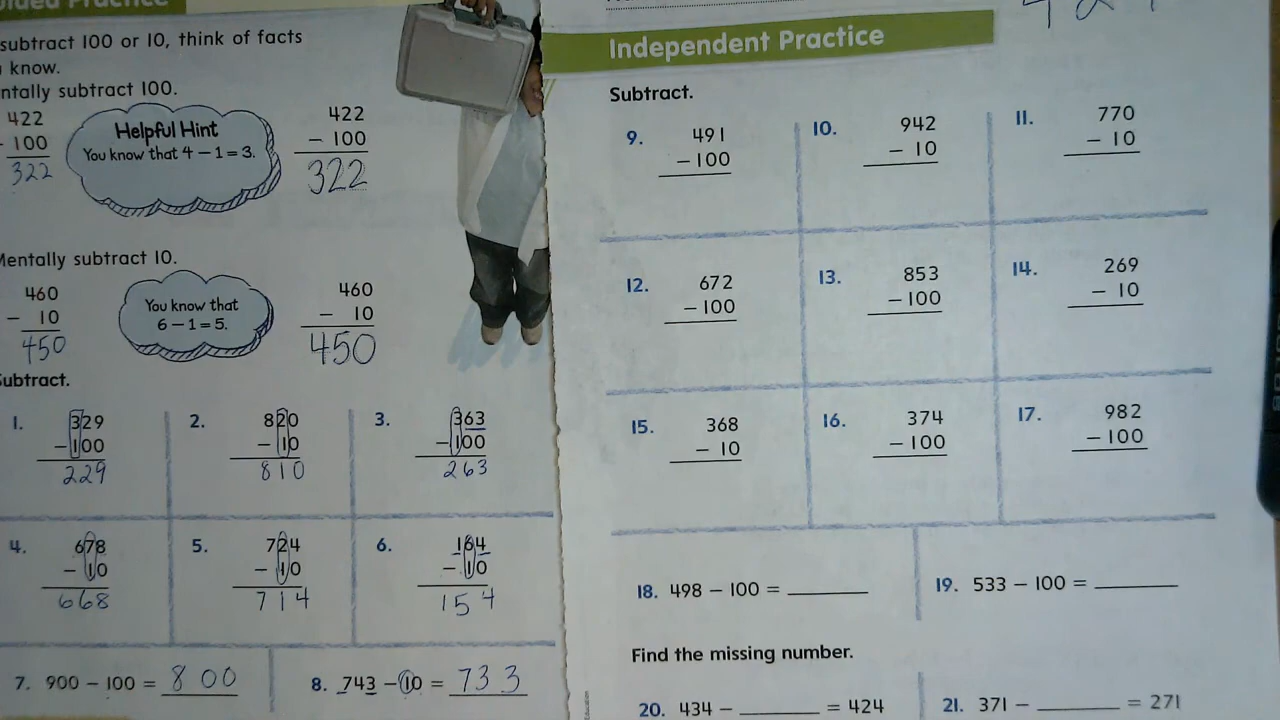 Practice
subtract 100 or 10, think of facts
know.
ntally subtract 100.
422
- 100
322
Helpful Hint
You know that 4 - 1 = 3.
422
- 100
322
Mentally subtract 10.
460
- 10
450
You know that
6 - 1 = 5.
460
- 10
450
Subtract.
1. 329
- 100
229
2. 820
- 10
810
3. 363
- 100
263
4. 678
- 10
668
5. 724
- 10
714
6. 164
- 10
154
7. 900 - 100 = 800
8. 743 - 10 = 733
Independent Practice
Subtract.
9. 491
- 100
10. 942
- 10
11. 770
- 10
12. 672
- 100
13. 853
- 100
14. 269
- 10
15. 368
- 10
16. 374
- 100
17. 982
- 100
18. 498 - 100 = ________
19. 533 - 100 = ________
Find the missing number.
20. 434 - ________ = 424
21. 371 - ________ = 271